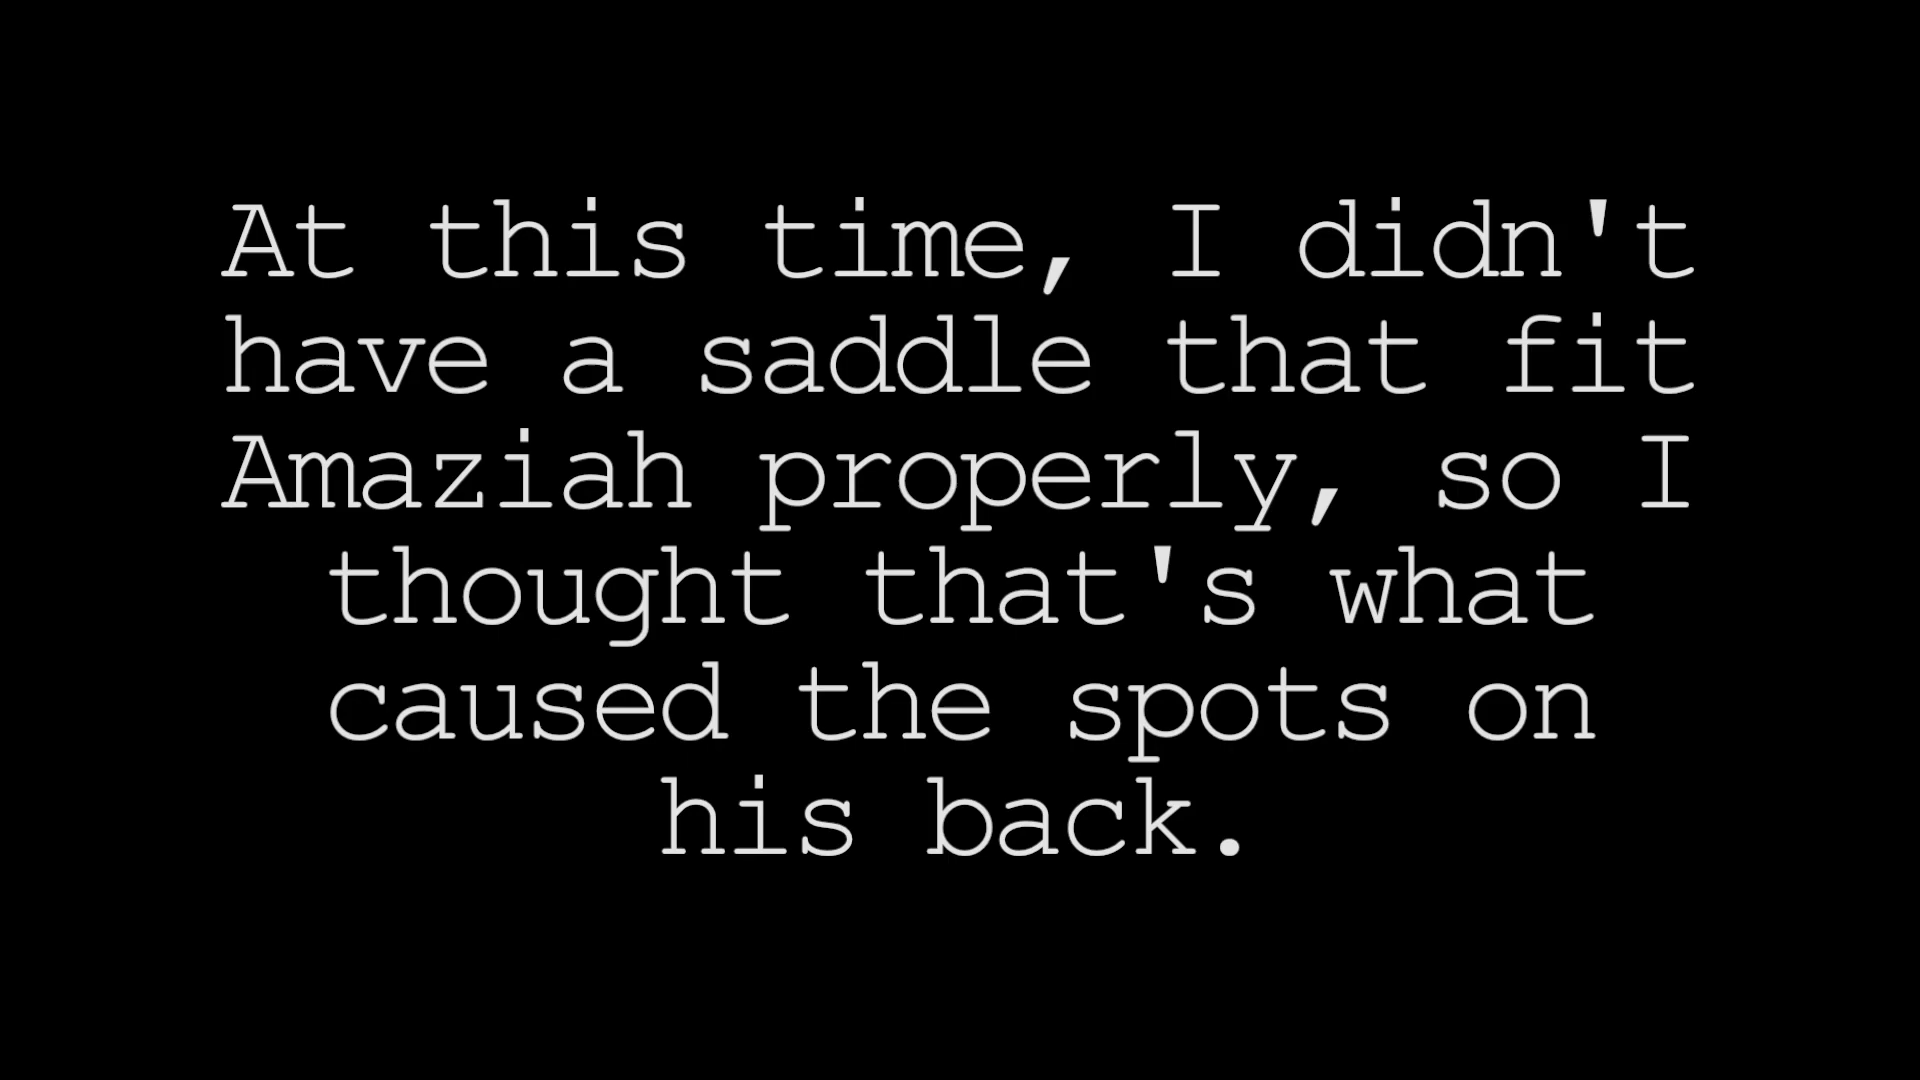 At this time, I didn't
have a saddle that fit
Amaziah properly, so I
thought that's what
caused the spots on
his back.